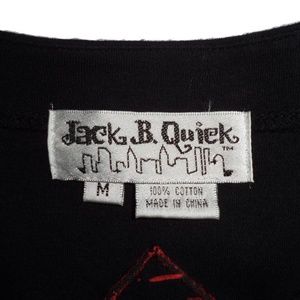 Jack B. Quick
TM
M
100% COTTON
MADE IN CHINA